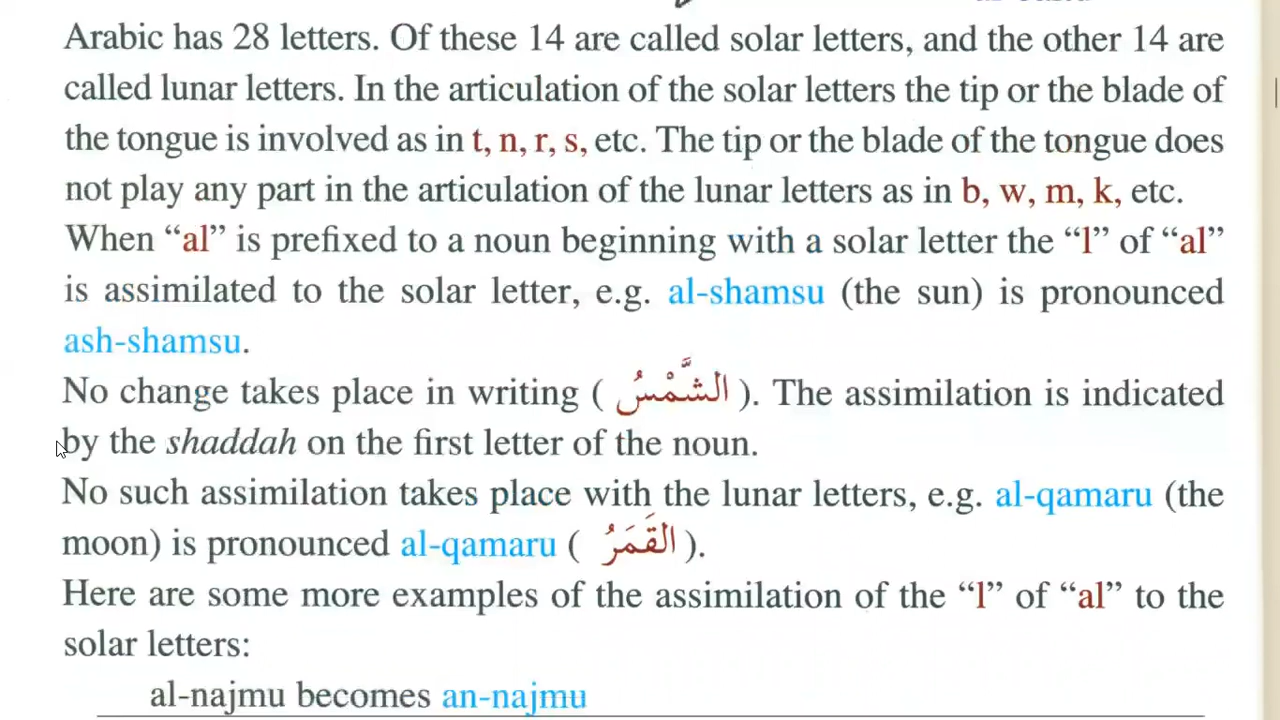 Arabic has 28 letters. Of these 14 are called solar letters, and the other 14 are
called lunar letters. In the articulation of the solar letters the tip or the blade of
the tongue is involved as in t, n, r, s, etc. The tip or the blade of the tongue does
not play any part in the articulation of the lunar letters as in b, w, m, k, etc.
When “al” is prefixed to a noun beginning with a solar letter the “l” of “al”
is assimilated to the solar letter, e.g. al-shamsu (the sun) is pronounced
ash-shamsu.
No change takes place in writing ( الشَّمْسُ ). The assimilation is indicated
by the shaddah on the first letter of the noun.
No such assimilation takes place with the lunar letters, e.g. al-qamaru (the
moon) is pronounced al-qamaru ( القَمَرُ ).
Here are some more examples of the assimilation of the “l” of “al” to the
solar letters:
al-najmu becomes an-najmu